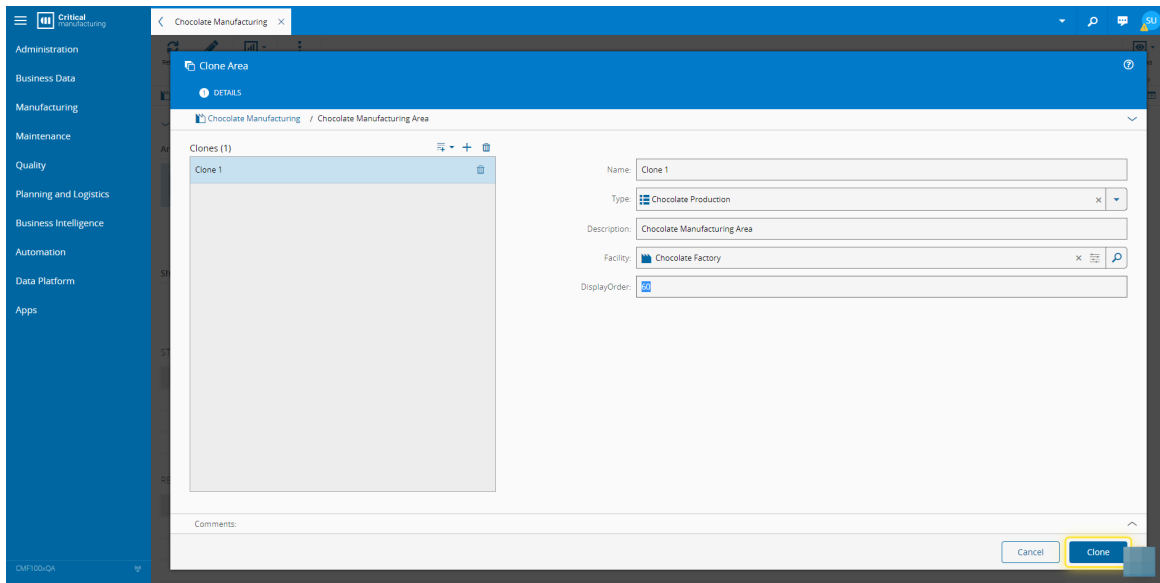 Critical
manufacturing
Chocolate Manufacturing
SU
Administration
Business Data
Manufacturing
Maintenance
Quality
Planning and Logistics
Business Intelligence
Automation
Data Platform
Apps
CMF100xQA
Clone Area
1 DETAILS
Chocolate Manufacturing / Chocolate Manufacturing Area
Clones (1)
Clone 1
Name: Clone 1
Type: Chocolate Production
Description: Chocolate Manufacturing Area
Facility: Chocolate Factory
DisplayOrder: 60
Comments:
Cancel
Clone